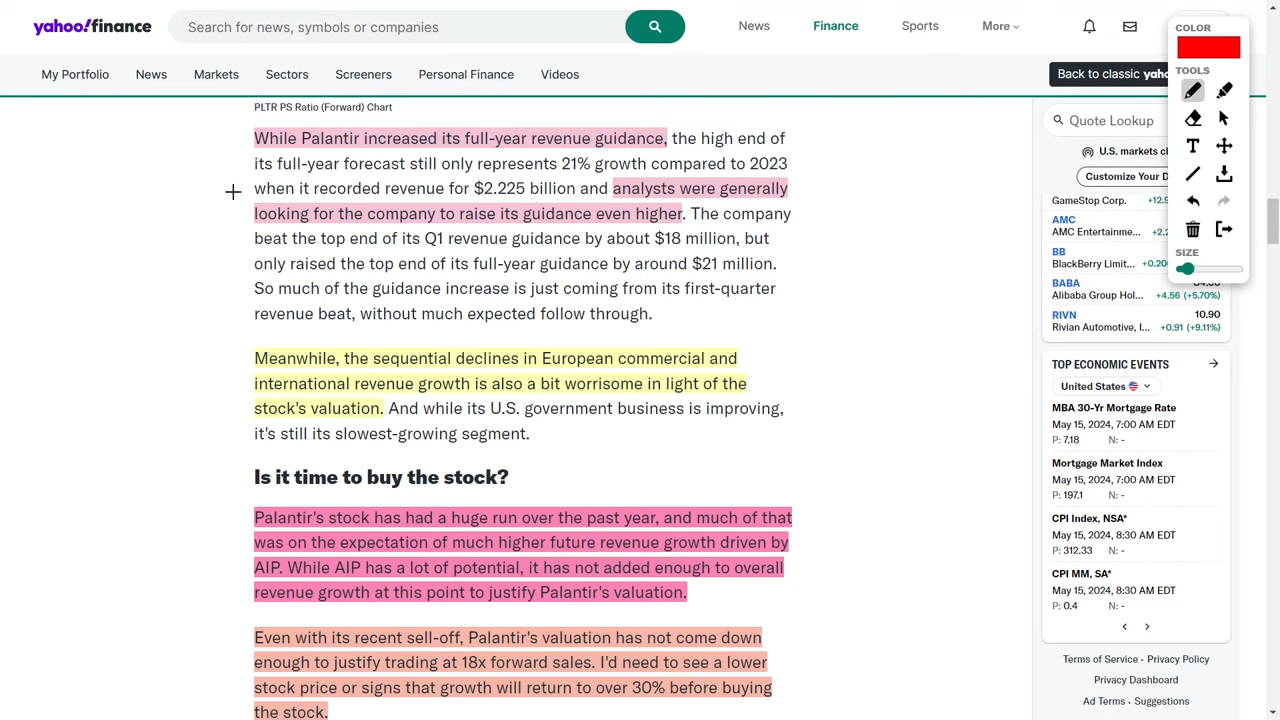 yahoo!finance
Search for news, symbols or companies
News
Finance
Sports
More
COLOR
TOOLS
T
SIZE
My Portfolio
News
Markets
Sectors
Screeners
Personal Finance
Videos
Back to classic yaho
PLTR PS Ratio (Forward) Chart
While Palantir increased its full-year revenue guidance, the high end of
its full-year forecast still only represents 21% growth compared to 2023
when it recorded revenue for $2.225 billion and analysts were generally
looking for the company to raise its guidance even higher. The company
beat the top end of its Q1 revenue guidance by about $18 million, but
only raised the top end of its full-year guidance by around $21 million.
So much of the guidance increase is just coming from its first-quarter
revenue beat, without much expected follow through.
Meanwhile, the sequential declines in European commercial and
international revenue growth is also a bit worrisome in light of the
stock's valuation. And while its U.S. government business is improving,
it's still its slowest-growing segment.
Is it time to buy the stock?
Palantir's stock has had a huge run over the past year, and much of that
was on the expectation of much higher future revenue growth driven by
AIP. While AIP has a lot of potential, it has not added enough to overall
revenue growth at this point to justify Palantir's valuation.
Even with its recent sell-off, Palantir's valuation has not come down
enough to justify trading at 18x forward sales. I'd need to see a lower
stock price or signs that growth will return to over 30% before buying
the stock.
Quote Lookup
U.S. markets cl
Customize Your D
GameStop Corp. +12.9
AMC
AMC Entertainme... +2.2
BB
BlackBerry Limit... +0.20
BABA
Alibaba Group Hol... +4.56 (+5.70%)
RIVN 10.90
Rivian Automotive, I... +0.91 (+9.11%)
TOP ECONOMIC EVENTS
United States
MBA 30-Yr Mortgage Rate
May 15, 2024, 7:00 AM EDT
P: 7.18 N: -
Mortgage Market Index
May 15, 2024, 7:00 AM EDT
P: 197.1 N: -
CPI Index, NSA*
May 15, 2024, 8:30 AM EDT
P: 312.33 N: -
CPI MM, SA*
May 15, 2024, 8:30 AM EDT
P: 0.4 N: -
Terms of Service • Privacy Policy
Privacy Dashboard
Ad Terms • Suggestions